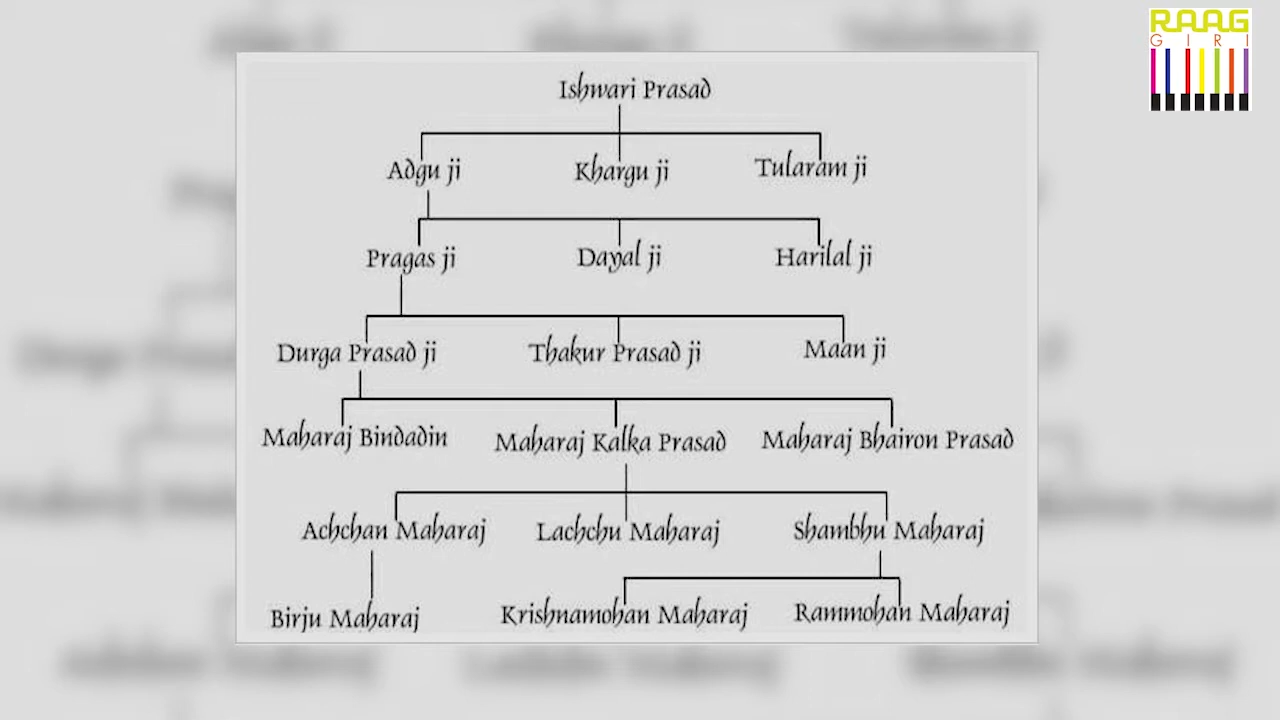 RAAG
GIRI
Ishwari Prasad
Adgu ji Khargu ji Tularam ji
Pragas ji Dayal ji Harilal ji
Durga Prasad ji Thakur Prasad ji Maan ji
Maharaj Bindadin Maharaj Kalka Prasad Maharaj Bhairon Prasad
Achchan Maharaj Lachchu Maharaj Shambhu Maharaj
Birju Maharaj Krishnamohan Maharaj Rammohan Maharaj